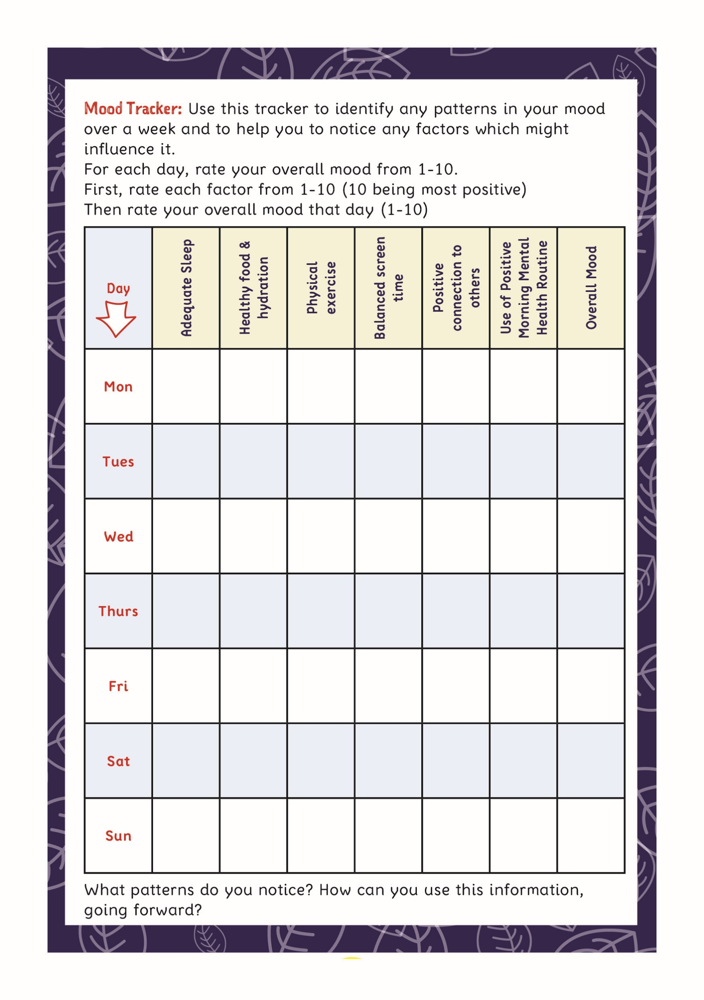 Mood Tracker: Use this tracker to identify any patterns in your mood
over a week and to help you to notice any factors which might
influence it.
For each day, rate your overall mood from 1-10.
First, rate each factor from 1-10 (10 being most positive)
Then rate your overall mood that day (1-10)
Day
Adequate Sleep
Healthy food &
hydration
Physical
exercise
Balanced screen
time
Positive
connection to
others
Use of Positive
Morning Mental
Health Routine
Overall Mood
Mon
Tues
Wed
Thurs
Fri
Sat
Sun
What patterns do you notice? How can you use this information,
going forward?